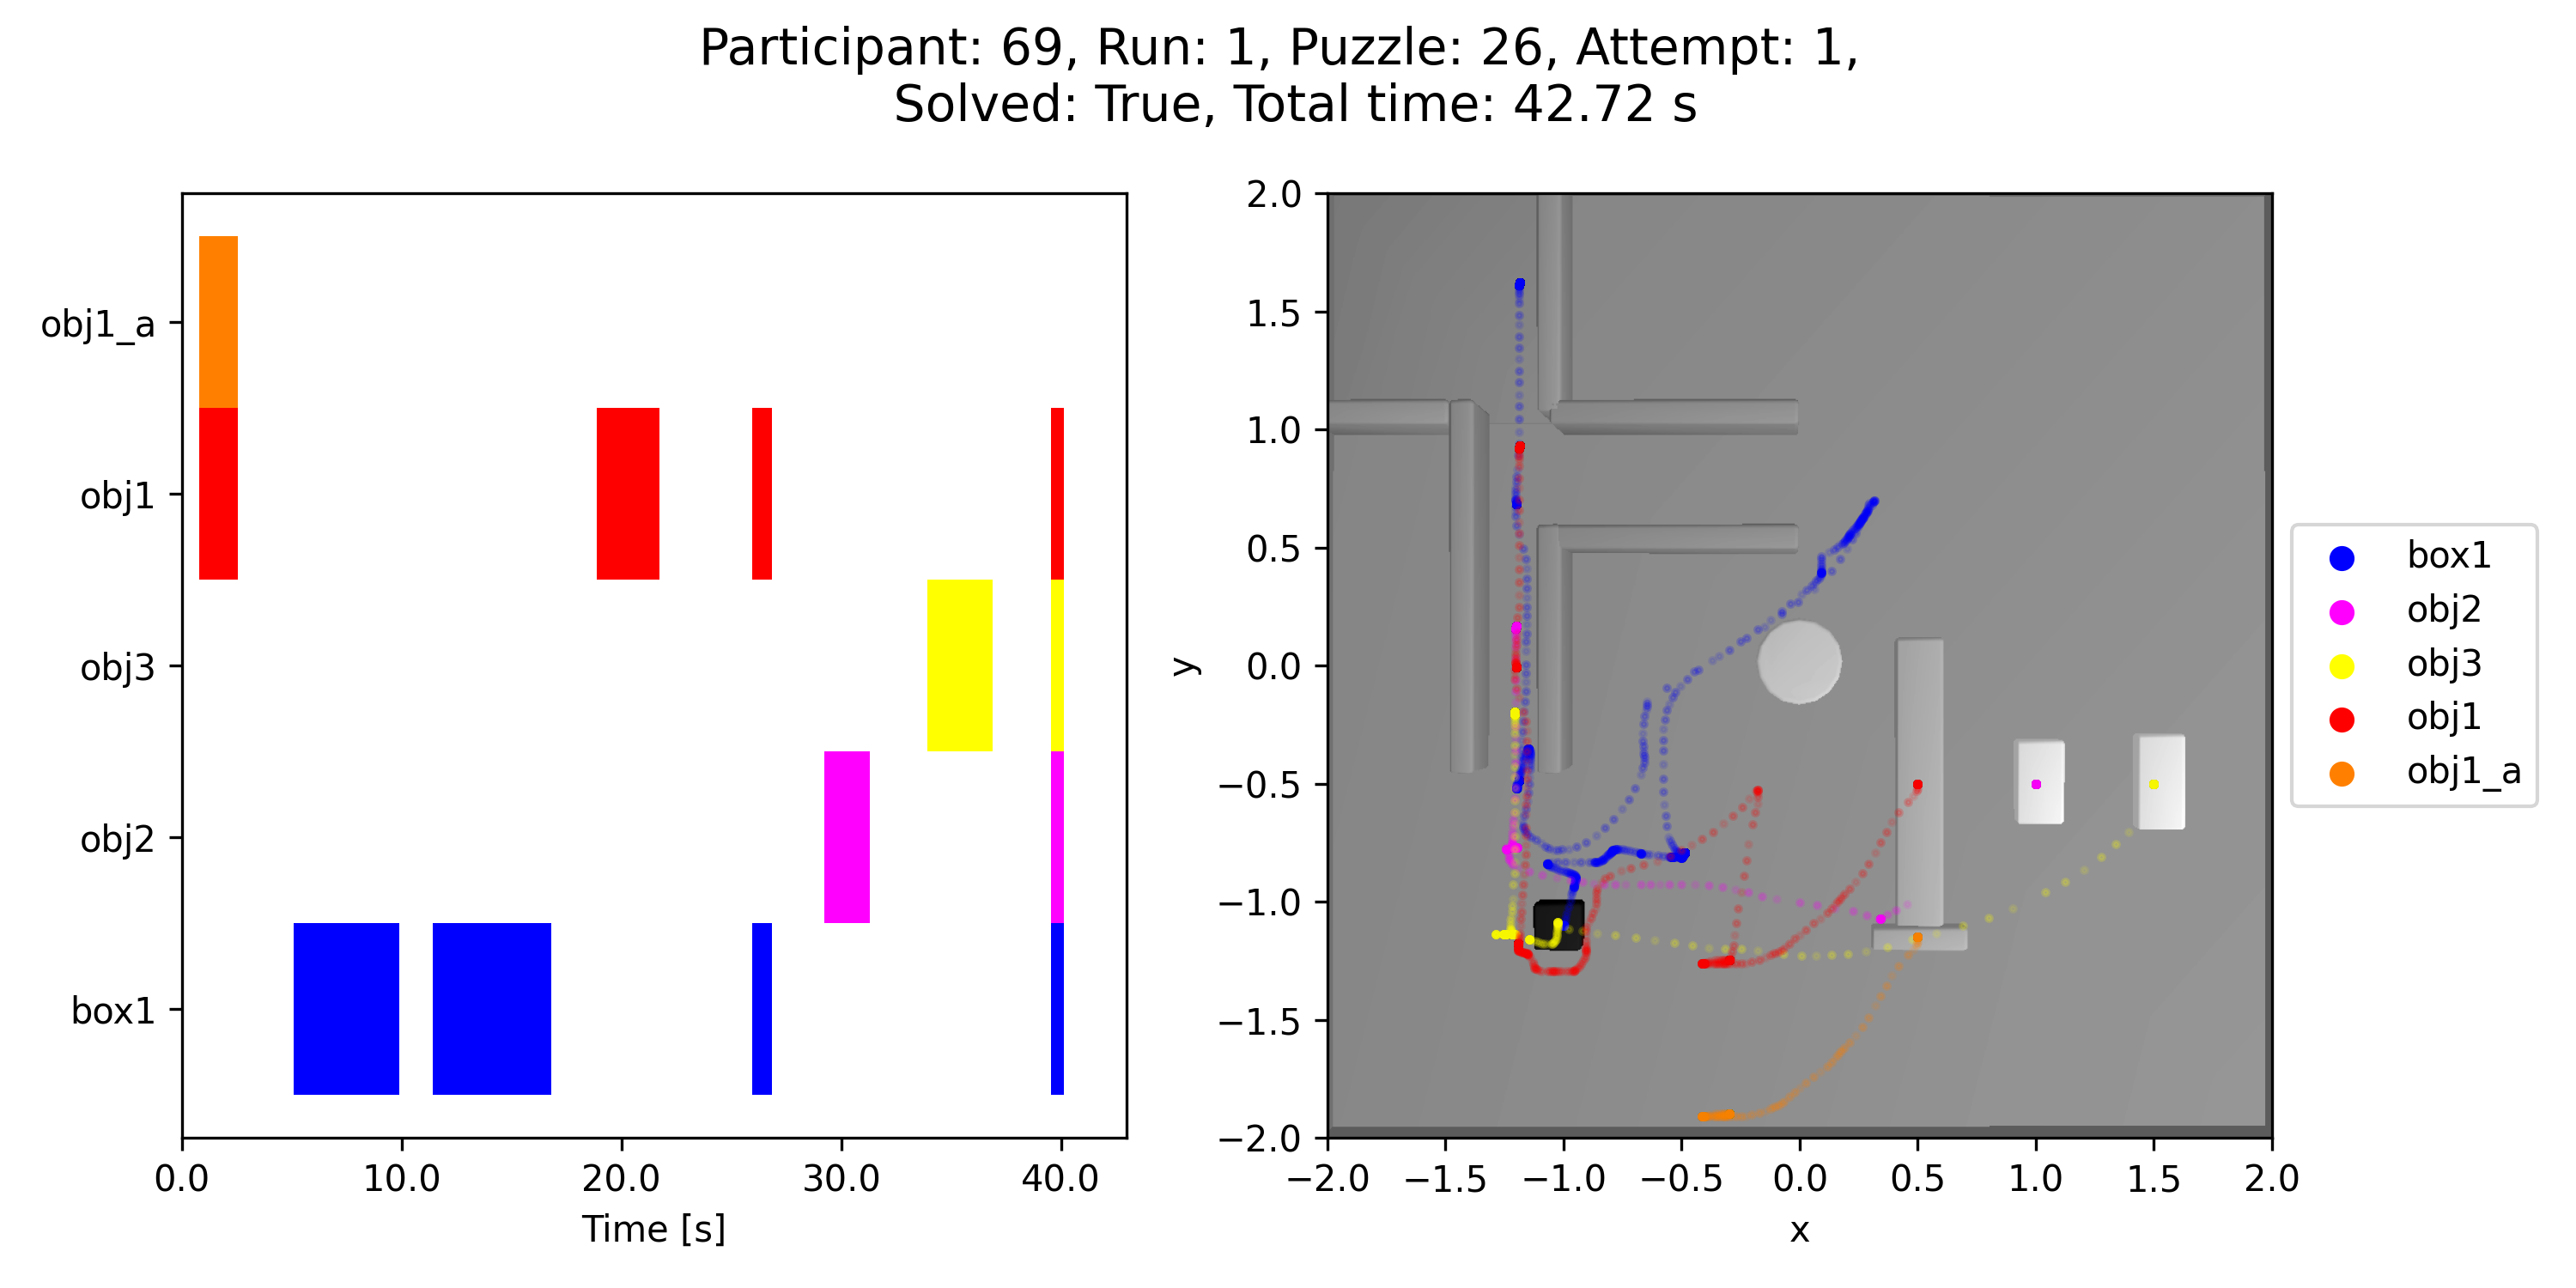 Participant: 69, Run: 1, Puzzle: 26, Attempt: 1,
Solved: True, Total time: 42.72 s
obj1_a
obj1
obj3
obj2
box1
0.0 10.0 20.0 30.0 40.0
Time [s]
2.0
1.5
1.0
0.5
0.0
−0.5
−1.0
−1.5
−2.0
y
−2.0 −1.5 −1.0 −0.5 0.0 0.5 1.0 1.5 2.0
x
box1
obj2
obj3
obj1
obj1_a